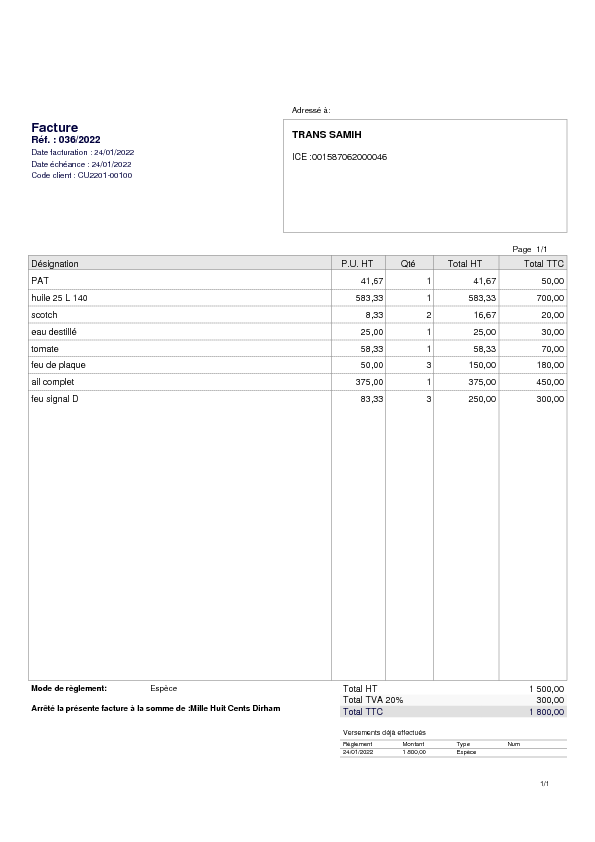 Adressé à:
Facture
Réf. : 036/2022
Date facturation : 24/01/2022
Date échéance : 24/01/2022
Code client : CU2201-00100
TRANS SAMIH
ICE :001587062000046
Page 1/1
Désignation P.U. HT Qté Total HT Total TTC
PAT 41,67 1 41,67 50,00
huile 25 L 140 583,33 1 583,33 700,00
scotch 8,33 2 16,67 20,00
eau destillé 25,00 1 25,00 30,00
tomate 58,33 1 58,33 70,00
feu de plaque 50,00 3 150,00 180,00
ail complet 375,00 1 375,00 450,00
feu signal D 83,33 3 250,00 300,00
Mode de règlement: Espèce
Total HT 1 500,00
Total TVA 20% 300,00
Arrêté la présente facture à la somme de :Mille Huit Cents Dirham
Total TTC 1 800,00
Versements déjà effectués
Règlement Montant Type Num
24/01/2022 1 800,00 Espèce
1/1